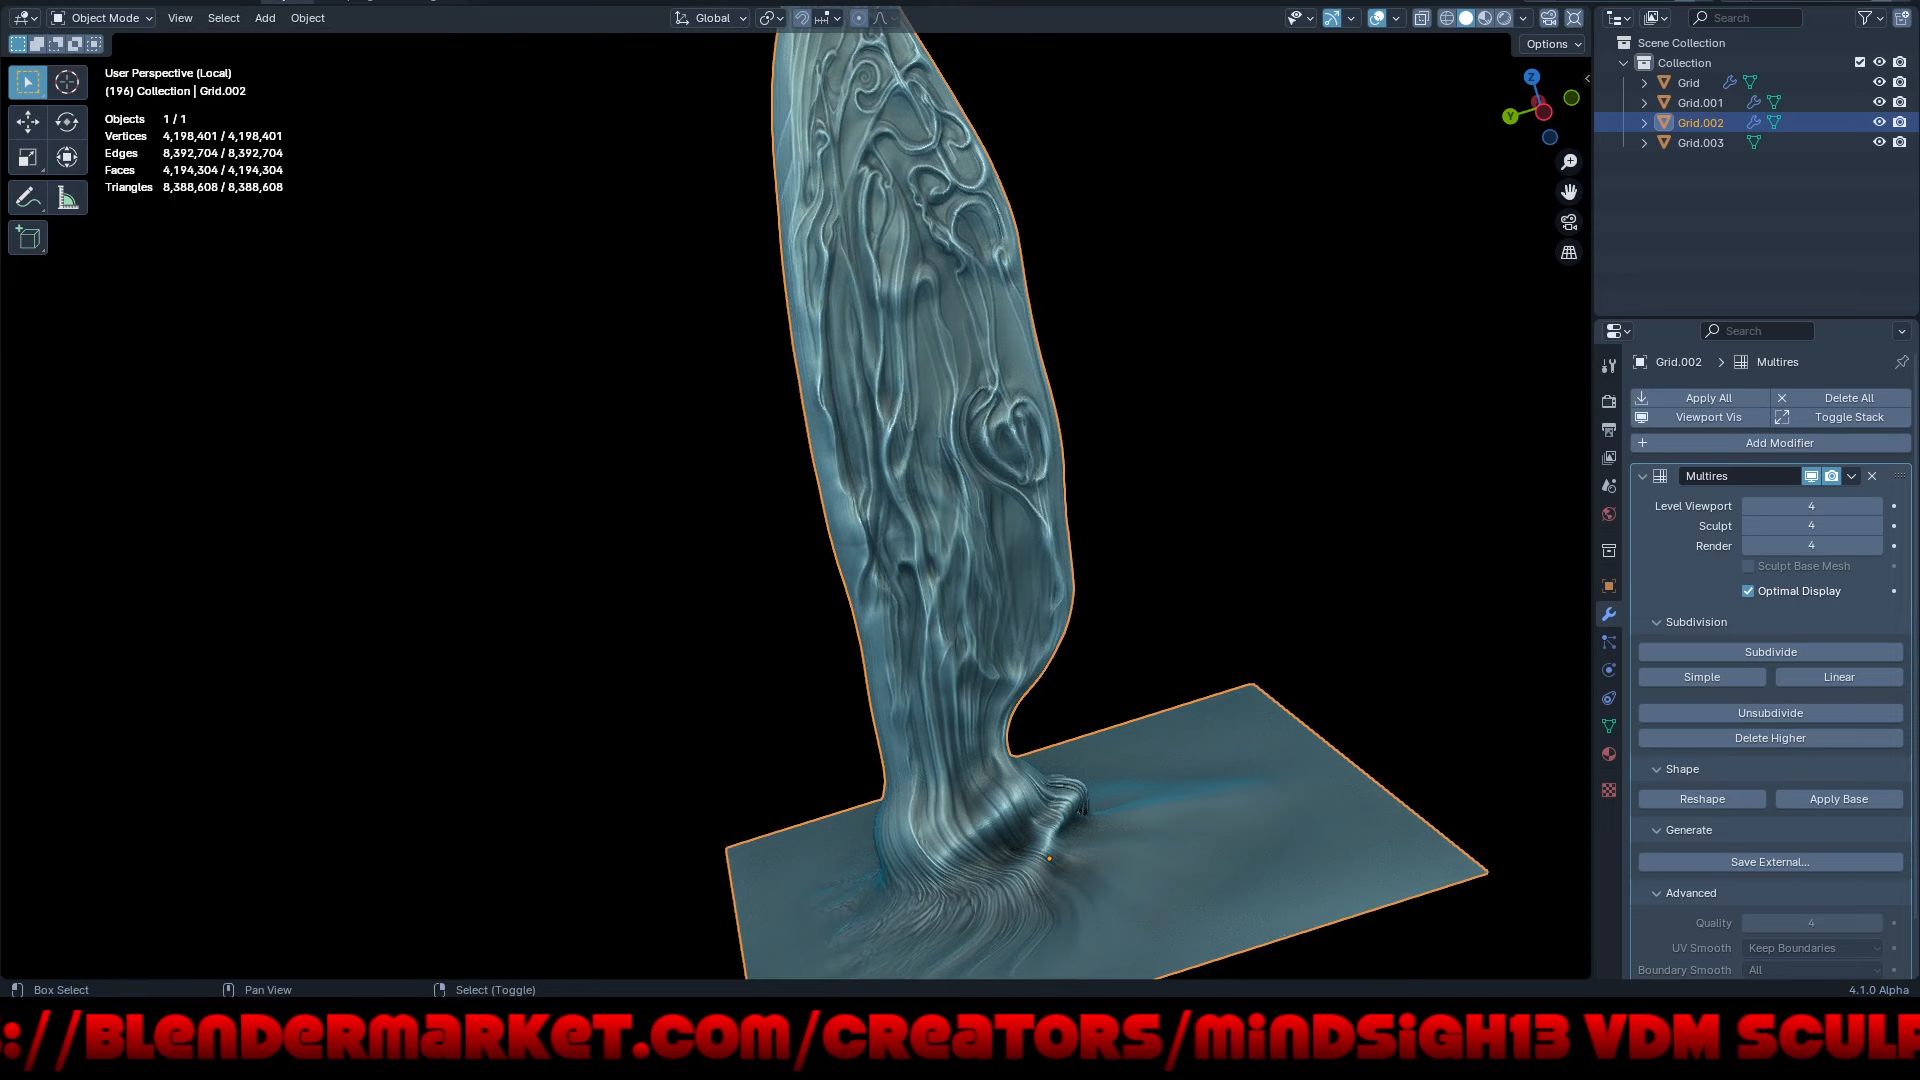 Object Mode View Select Add Object Global Search
Options
User Perspective (Local)
(196) Collection | Grid.002
Objects 1 / 1
Vertices 4,198,401 / 4,198,401
Edges 8,392,704 / 8,392,704
Faces 4,194,304 / 4,194,304
Triangles 8,388,608 / 8,388,608
Z
Y
Scene Collection
Collection
Grid
Grid.001
Grid.002
Grid.003
Search
Grid.002 > Multires
Apply All Delete All
Viewport Vis Toggle Stack
Add Modifier
Multires
Level Viewport 4
Sculpt 4
Render 4
Sculpt Base Mesh
Optimal Display
Subdivision
Subdivide
Simple Linear
Unsubdivide
Delete Higher
Shape
Reshape Apply Base
Generate
Save External...
Advanced
Quality 4
UV Smooth Keep Boundaries
Boundary Smooth All
Box Select Pan View Select (Toggle) 4.1.0 Alpha
://BLENDERMARKET.COM/CREATORS/MINDSIGH13 VDM SCULP